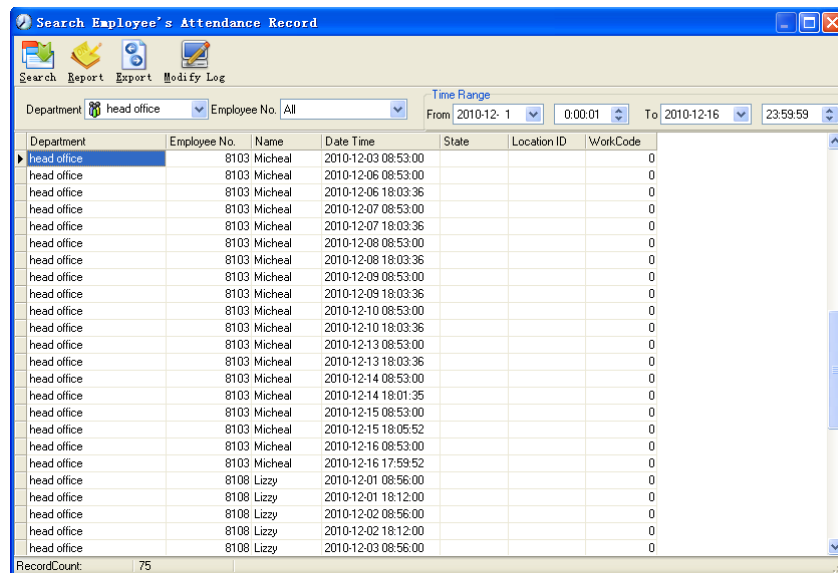 Search Employee's Attendance Record
Search Report Export Modify Log
Time Range
Department head office Employee No. All From 2010-12- 1 0:00:01 To 2010-12-16 23:59:59
Department Employee No. Name Date Time State Location ID WorkCode
head office 8103 Micheal 2010-12-03 08:53:00 0
head office 8103 Micheal 2010-12-06 08:53:00 0
head office 8103 Micheal 2010-12-06 18:03:36 0
head office 8103 Micheal 2010-12-07 08:53:00 0
head office 8103 Micheal 2010-12-07 18:03:36 0
head office 8103 Micheal 2010-12-08 08:53:00 0
head office 8103 Micheal 2010-12-08 18:03:36 0
head office 8103 Micheal 2010-12-09 08:53:00 0
head office 8103 Micheal 2010-12-09 18:03:36 0
head office 8103 Micheal 2010-12-10 08:53:00 0
head office 8103 Micheal 2010-12-10 18:03:36 0
head office 8103 Micheal 2010-12-13 08:53:00 0
head office 8103 Micheal 2010-12-13 18:03:36 0
head office 8103 Micheal 2010-12-14 08:53:00 0
head office 8103 Micheal 2010-12-14 18:01:35 0
head office 8103 Micheal 2010-12-15 08:53:00 0
head office 8103 Micheal 2010-12-15 18:05:52 0
head office 8103 Micheal 2010-12-16 08:53:00 0
head office 8103 Micheal 2010-12-16 17:59:52 0
head office 8108 Lizzy 2010-12-01 08:56:00 0
head office 8108 Lizzy 2010-12-01 18:12:00 0
head office 8108 Lizzy 2010-12-02 08:56:00 0
head office 8108 Lizzy 2010-12-02 18:12:00 0
head office 8108 Lizzy 2010-12-03 08:56:00 0
RecordCount: 75